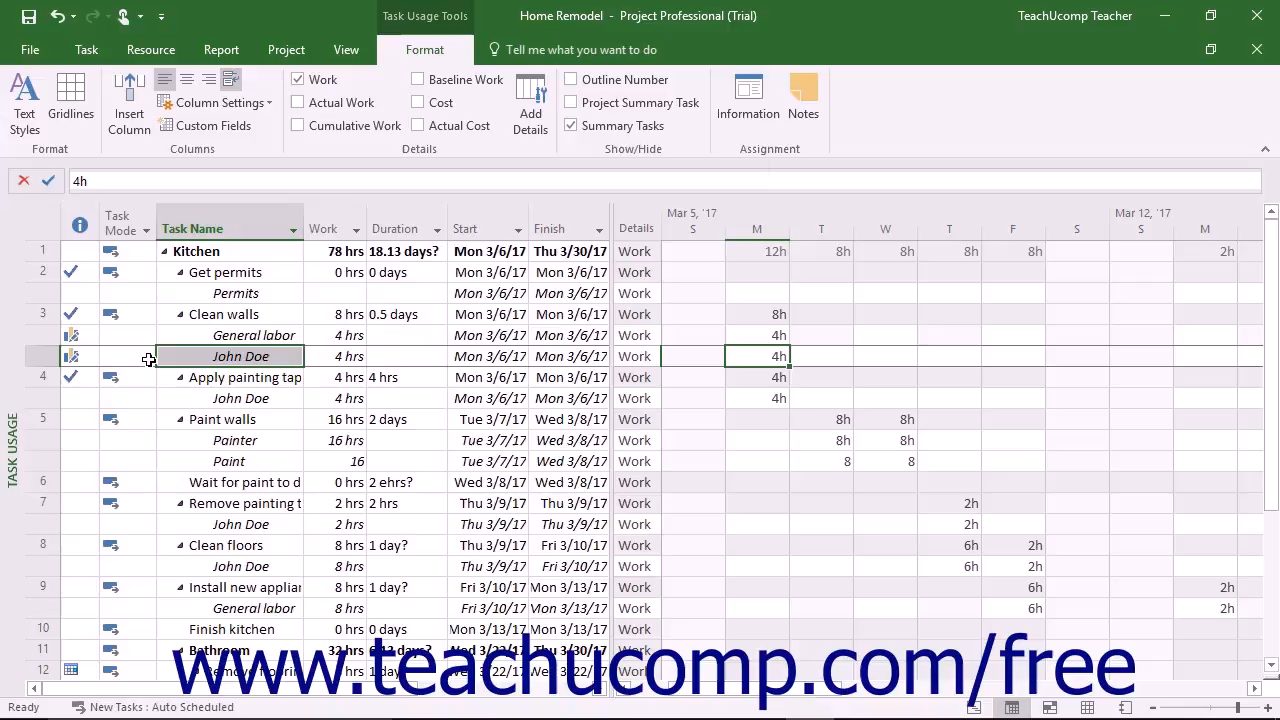 Task Usage Tools
Home Remodel - Project Professional (Trial)
TeachUcomp Teacher
File Task Resource Report Project View Format Tell me what you want to do
Text Styles
Gridlines
Format
Insert Column
Column Settings
Custom Fields
Columns
Work
Actual Work
Cumulative Work
Baseline Work
Cost
Actual Cost
Add Details
Details
Outline Number
Project Summary Task
Summary Tasks
Show/Hide
Information
Notes
Assignment
4h
Mar 5, '17 Mar 12, '17
Task Mode Task Name Work Duration Start Finish Details S M T W T F S S M
1 Kitchen 78 hrs 18.13 days? Mon 3/6/17 Thu 3/30/17 Work 12h 8h 8h 8h 8h 2h
2 Get permits 0 hrs 0 days Mon 3/6/17 Mon 3/6/17 Work
Permits Mon 3/6/17 Mon 3/6/17 Work
3 Clean walls 8 hrs 0.5 days Mon 3/6/17 Mon 3/6/17 Work 8h
General labor 4 hrs Mon 3/6/17 Mon 3/6/17 Work 4h
John Doe 4 hrs Mon 3/6/17 Mon 3/6/17 Work 4h
4 Apply painting tap 4 hrs 4 hrs Mon 3/6/17 Mon 3/6/17 Work 4h
John Doe 4 hrs Mon 3/6/17 Mon 3/6/17 Work 4h
5 Paint walls 16 hrs 2 days Tue 3/7/17 Wed 3/8/17 Work 8h 8h
Painter 16 hrs Tue 3/7/17 Wed 3/8/17 Work 8h 8h
Paint 16 Tue 3/7/17 Wed 3/8/17 Work 8 8
6 Wait for paint to d 0 hrs 2 ehrs? Wed 3/8/17 Wed 3/8/17 Work
7 Remove painting t 2 hrs 2 hrs Thu 3/9/17 Thu 3/9/17 Work 2h
John Doe 2 hrs Thu 3/9/17 Thu 3/9/17 Work 2h
8 Clean floors 8 hrs 1 day? Thu 3/9/17 Fri 3/10/17 Work 6h 2h
John Doe 8 hrs Thu 3/9/17 Fri 3/10/17 Work 6h 2h
9 Install new applian 8 hrs 1 day? Fri 3/10/17 Mon 3/13/17 Work 6h 2h
General labor 8 hrs Fri 3/10/17 Mon 3/13/17 Work 6h 2h
10 Finish kitchen 0 hrs 0 days Mon 3/13/17 Mon 3/13/17 Work
11 Bathroom 32 hrs Thu 3/30/17 Work
12
TASK USAGE
www.teachucomp.com/free
Ready New Tasks : Auto Scheduled